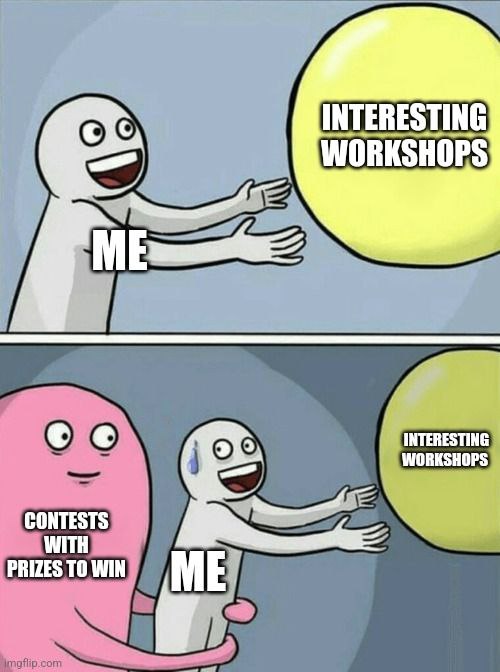 INTERESTING
WORKSHOPS
ME
INTERESTING
WORKSHOPS
CONTESTS
WITH
PRIZES TO WIN
ME
imgflip.com